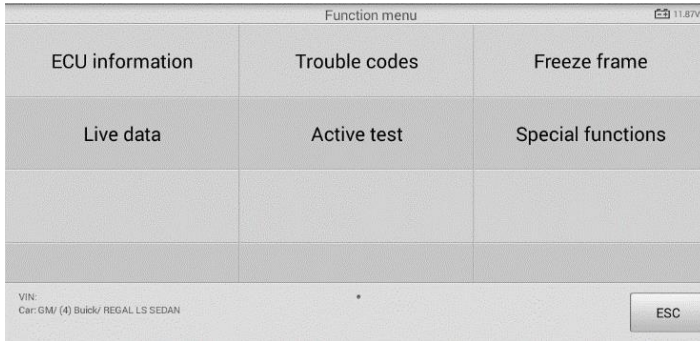 Function menu
11.87V
ECU information
Trouble codes
Freeze frame
Live data
Active test
Special functions
VIN:
Car: GM/ (4) Buick/ REGAL LS SEDAN
ESC